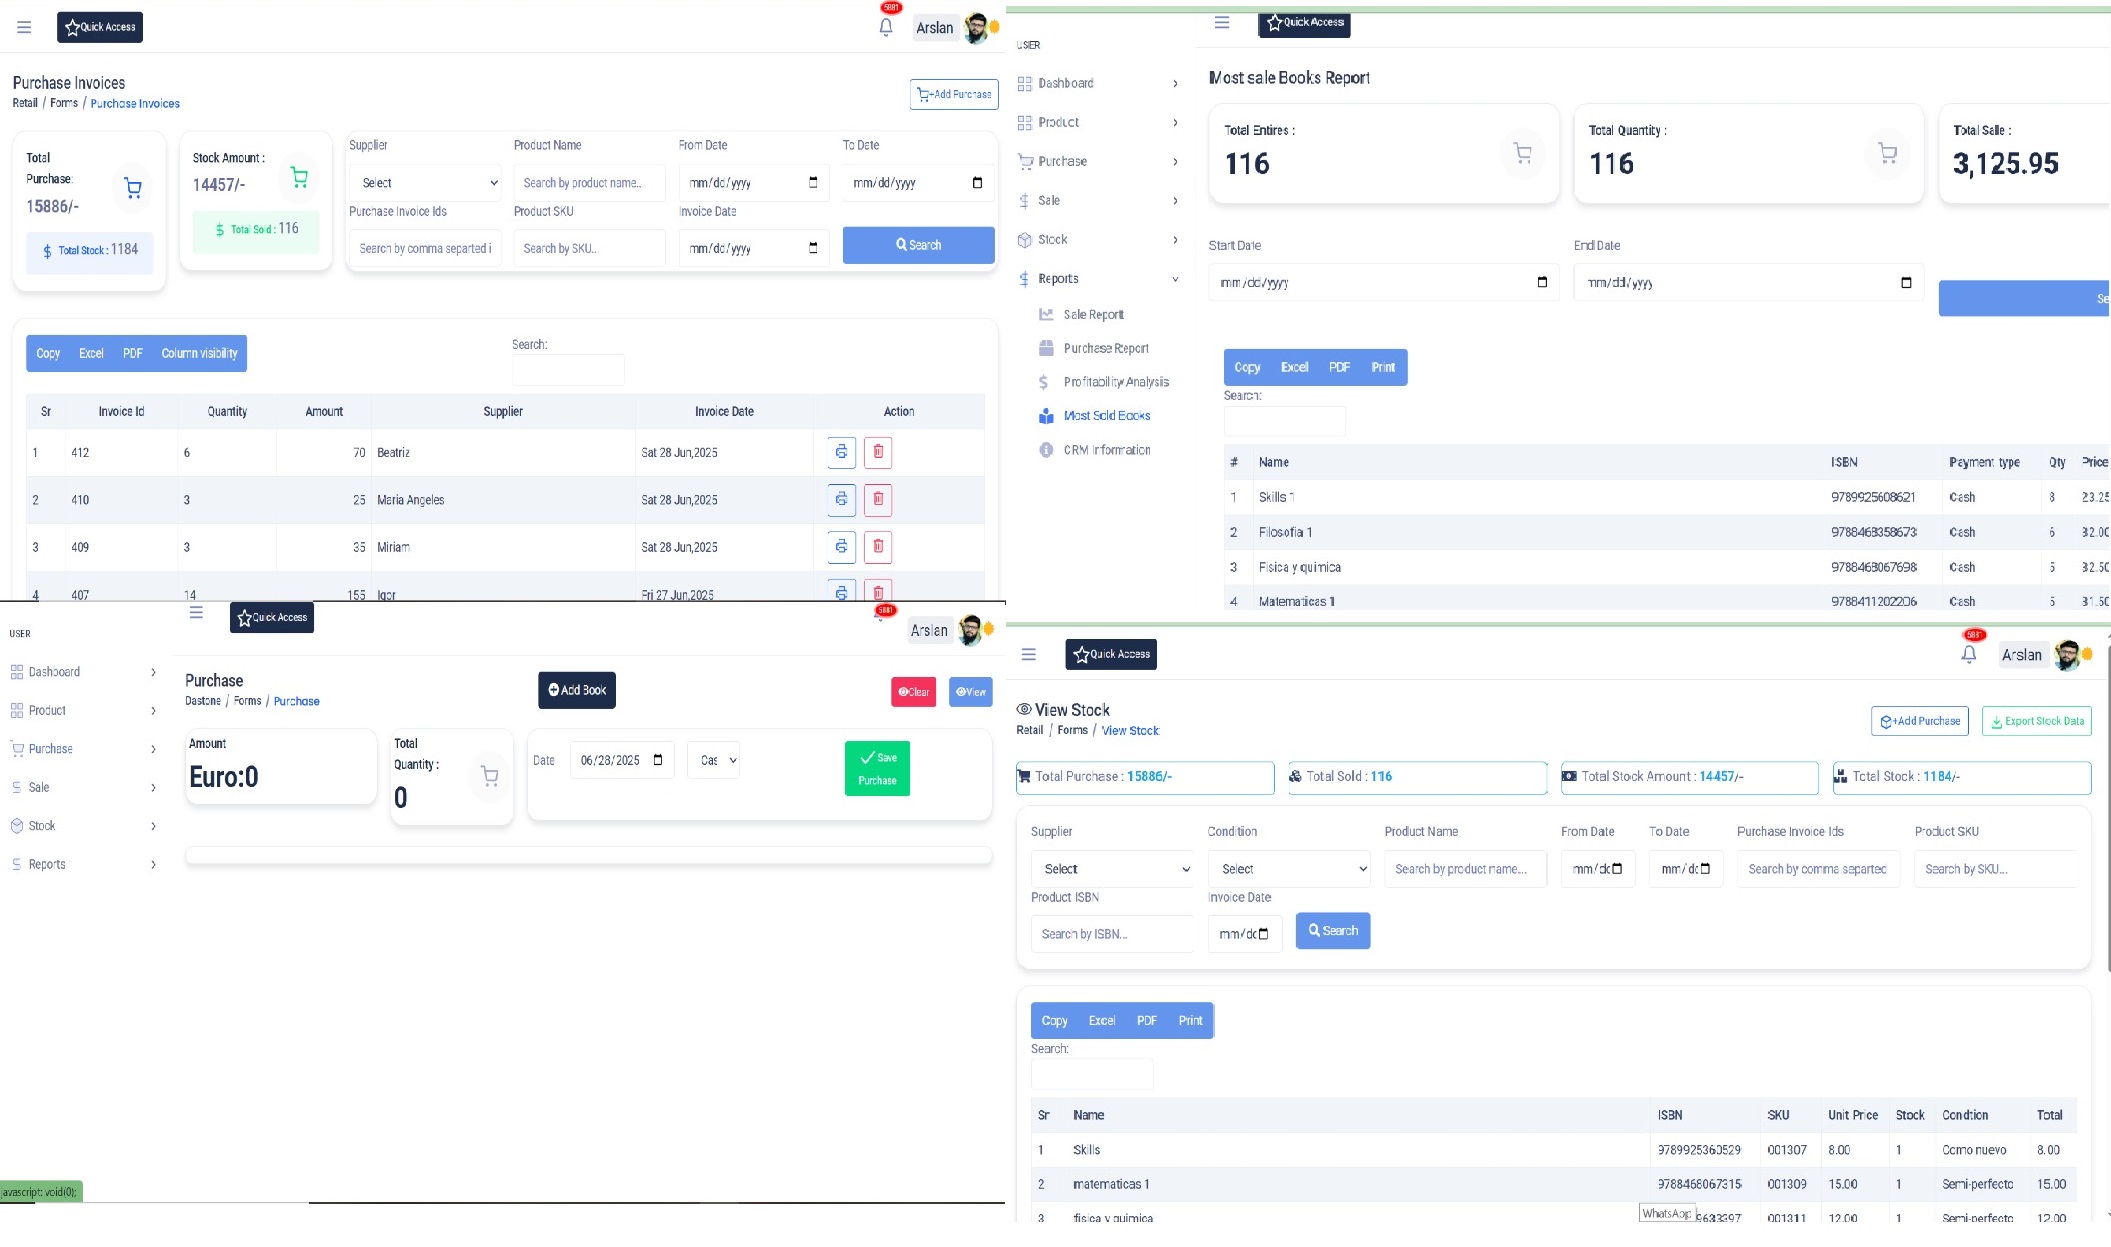 Quick Access
5881
Arslan
Purchase Invoices
Retail / Forms / Purchase Invoices
+Add Purchase
Total
Purchase:
15886/-
Total Stock : 1184
Stock Amount :
14457/-
Total Sold : 116
Supplier
Product Name
From Date
To Date
Select
Search by product name..
mm/dd/yyyy
mm/dd/yyyy
Purchase Invoice Ids
Product SKU
Invoice Date
Search by comma separted i
Search by SKU...
mm/dd/yyyy
Search
Copy Excel PDF Column visibility
Search:
Sr Invoice Id Quantity Amount Supplier Invoice Date Action
1 412 6 70 Beatriz Sat 28 Jun,2025
2 410 3 25 Maria Angeles Sat 28 Jun,2025
3 409 3 35 Miriam Sat 28 Jun,2025
4 407 14 155 Igor Fri 27 Jun,2025
Quick Access
USER
Dashboard
Product
Purchase
Sale
Stock
Reports
Sale Report
Purchase Report
Profitability Analysis
Most Sold Books
CRM Information
Most sale Books Report
Total Entires :
116
Total Quantity :
116
Total Salle :
3,125.95
Start Date
End Date
mm/dd/yyyy
mm/dd/yyyy
Se
Copy Excel PDF Print
Search:
# Name ISBN Payment type Qty Price
1 Skills 1 9789925608621 Cash 8 23.25
2 Filosofia 1 9788468358673 Cash 6 32.00
3 Fisica y quimica 9788468067698 Cash 5 32.50
4 Matematicas 1 9788411202206 Cash 5 31.50
USER
Quick Access
5881
Arslan
Dashboard
Product
Purchase
Sale
Stock
Reports
Purchase
Dastone / Forms / Purchase
Add Book
Clear
View
Amount
Euro:0
Total
Quantity :
0
Date
06/28/2025
Cas
Save
Purchase
javascript: void(0);
Quick Access
5881
Arslan
View Stock
Retail / Forms / View Stock
+Add Purchase
Export Stock Data
Total Purchase : 15886/-
Total Sold : 116
Total Stock Amount : 14457/-
Total Stock : 1184/-
Supplier Condition Product Name From Date To Date Purchase Invoice Ids Product SKU
Select
Select
Search by product name...
mm/dd
mm/dd
Search by comma separted
Search by SKU...
Product ISBN
Invoice Date
Search by ISBN...
mm/dd
Search
Copy Excel PDF Print
Search:
Sr Name ISBN SKU Unit Price Stock Condtion Total
1 Skills 9789925360529 001307 8.00 1 Como nuevo 8.00
2 matematicas 1 9788468067315 001309 15.00 1 Semi-perfecto 15.00
3 fisica y quimica 9633397 001311 12.00 1 Semi-perfecto 12.00
WhatsApp